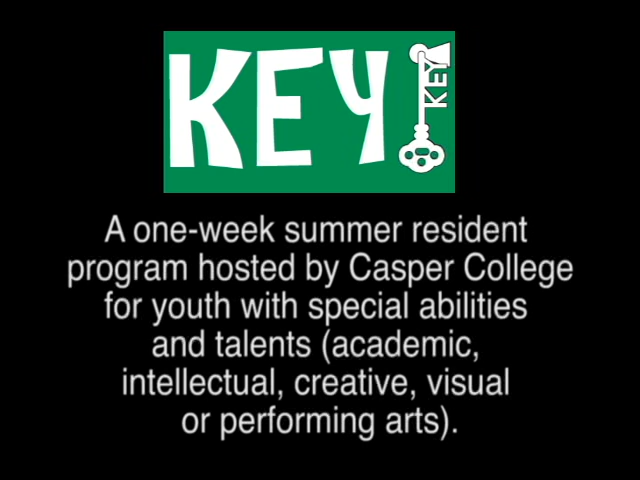 KEY
KEY
A one-week summer resident
program hosted by Casper College
for youth with special abilities
and talents (academic,
intellectual, creative, visual
or performing arts).